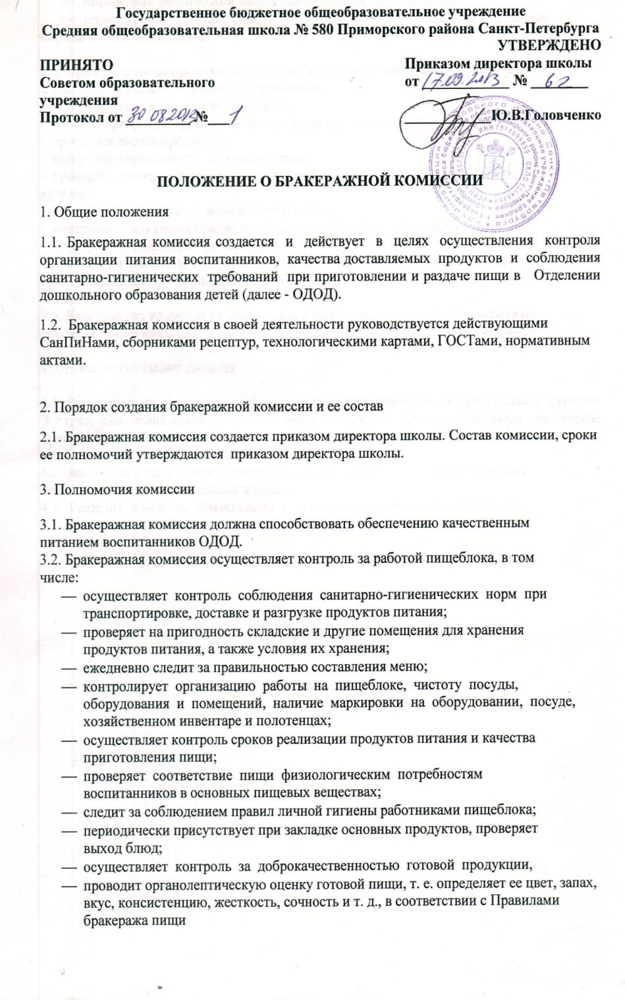 Государственное бюджетное общеобразовательное учреждение
Средняя общеобразовательная школа № 580 Приморского района Санкт-Петербурга
УТВЕРЖДЕНО
ПРИНЯТО
Приказом директора школы
Советом образовательного
от 17.09.2013 № 62
учреждения
Протокол от 30 08 2013 № 1
Ю.В.Головченко
ПОЛОЖЕНИЕ О БРАКЕРАЖНОЙ КОМИССИИ
1. Общие положения
1.1. Бракеражная комиссия создается и действует в целях осуществления контроля
организации питания воспитанников, качества доставляемых продуктов и соблюдения
санитарно-гигиенических требований при приготовлении и раздаче пищи в Отделении
дошкольного образования детей (далее - ОДОД).
1.2. Бракеражная комиссия в своей деятельности руководствуется действующими
СанПиНами, сборниками рецептур, технологическими картами, ГОСТами, нормативным
актами.
2. Порядок создания бракеражной комиссии и ее состав
2.1. Бракеражная комиссия создается приказом директора школы. Состав комиссии, сроки
ее полномочий утверждаются приказом директора школы.
3. Полномочия комиссии
3.1. Бракеражная комиссия должна способствовать обеспечению качественным
питанием воспитанников ОДОД.
3.2. Бракеражная комиссия осуществляет контроль за работой пищеблока, в том
числе:
— осуществляет контроль соблюдения санитарно-гигиенических норм при
транспортировке, доставке и разгрузке продуктов питания;
— проверяет на пригодность складские и другие помещения для хранения
продуктов питания, а также условия их хранения;
— ежедневно следит за правильностью составления меню;
— контролирует организацию работы на пищеблоке, чистоту посуды,
оборудования и помещений, наличие маркировки на оборудовании, посуде,
хозяйственном инвентаре и полотенцах;
— осуществляет контроль сроков реализации продуктов питания и качества
приготовления пищи;
— проверяет соответствие пищи физиологическим потребностям
воспитанников в основных пищевых веществах;
— следит за соблюдением правил личной гигиены работниками пищеблока;
— периодически присутствует при закладке основных продуктов, проверяет
выход блюд;
— осуществляет контроль за доброкачественностью готовой продукции,
— проводит органолептическую оценку готовой пищи, т. е. определяет ее цвет, запах,
вкус, консистенцию, жесткость, сочность и т. д., в соответствии с Правилами
бракеража пищи